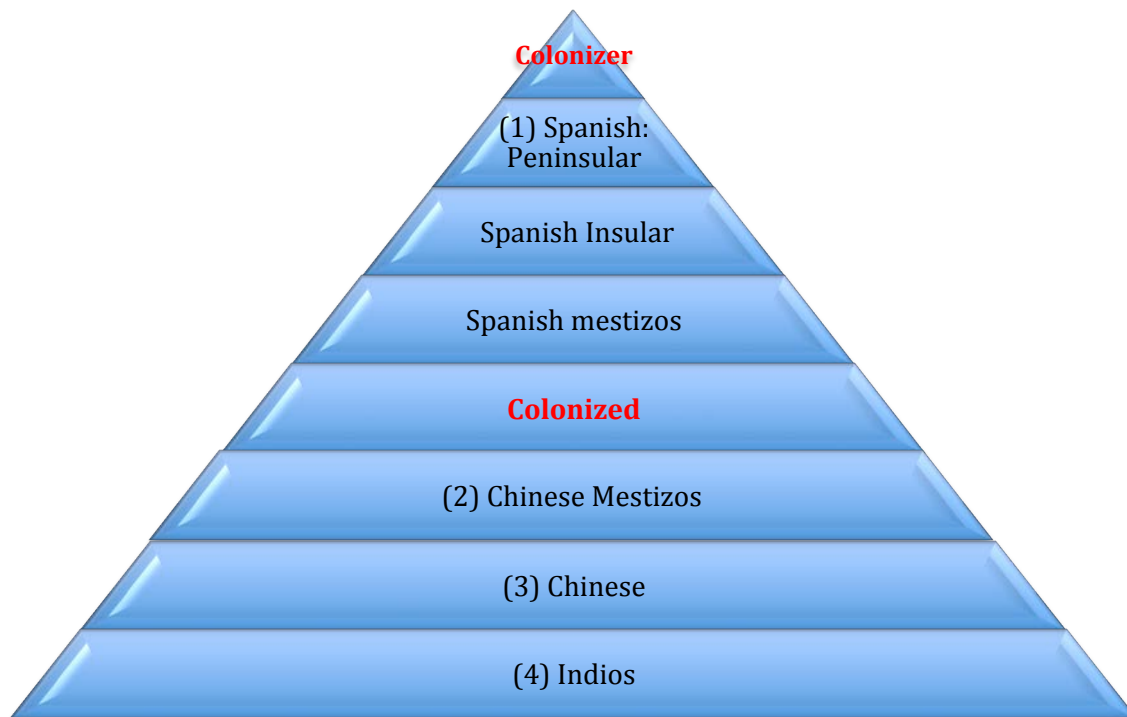 Colonizer
(1) Spanish:
Peninsular
Spanish Insular
Spanish mestizos
Colonized
(2) Chinese Mestizos
(3) Chinese
(4) Indios